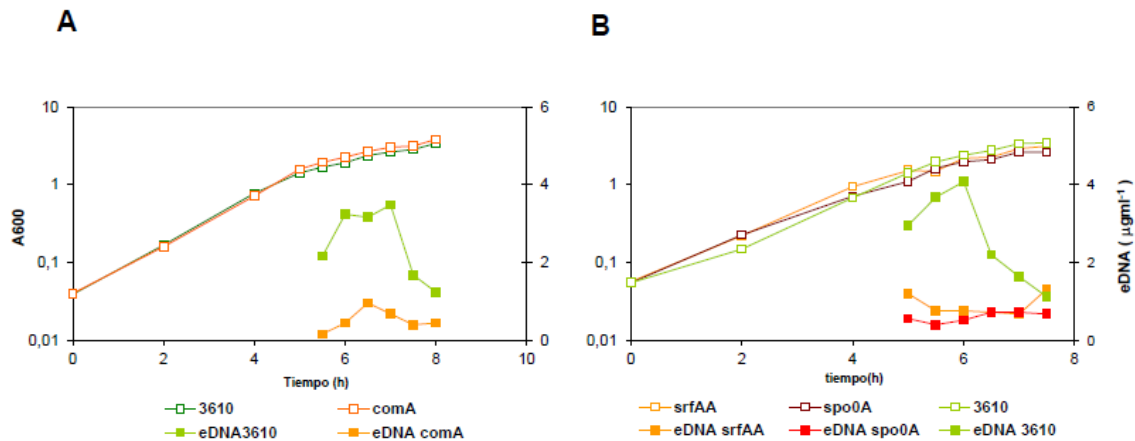 A
B
10
1
0,1
0,01
A600
6
4
2
0
0
2
4
6
8
10
Tiempo (h)
3610
comA
eDNA3610
eDNA comA
10
1
0,1
0,01
6
4
2
0
eDNA ( µgml⁻¹)
0
2
4
6
8
tiempo(h)
srfAA
spo0A
3610
eDNA srfAA
eDNA spo0A
eDNA 3610